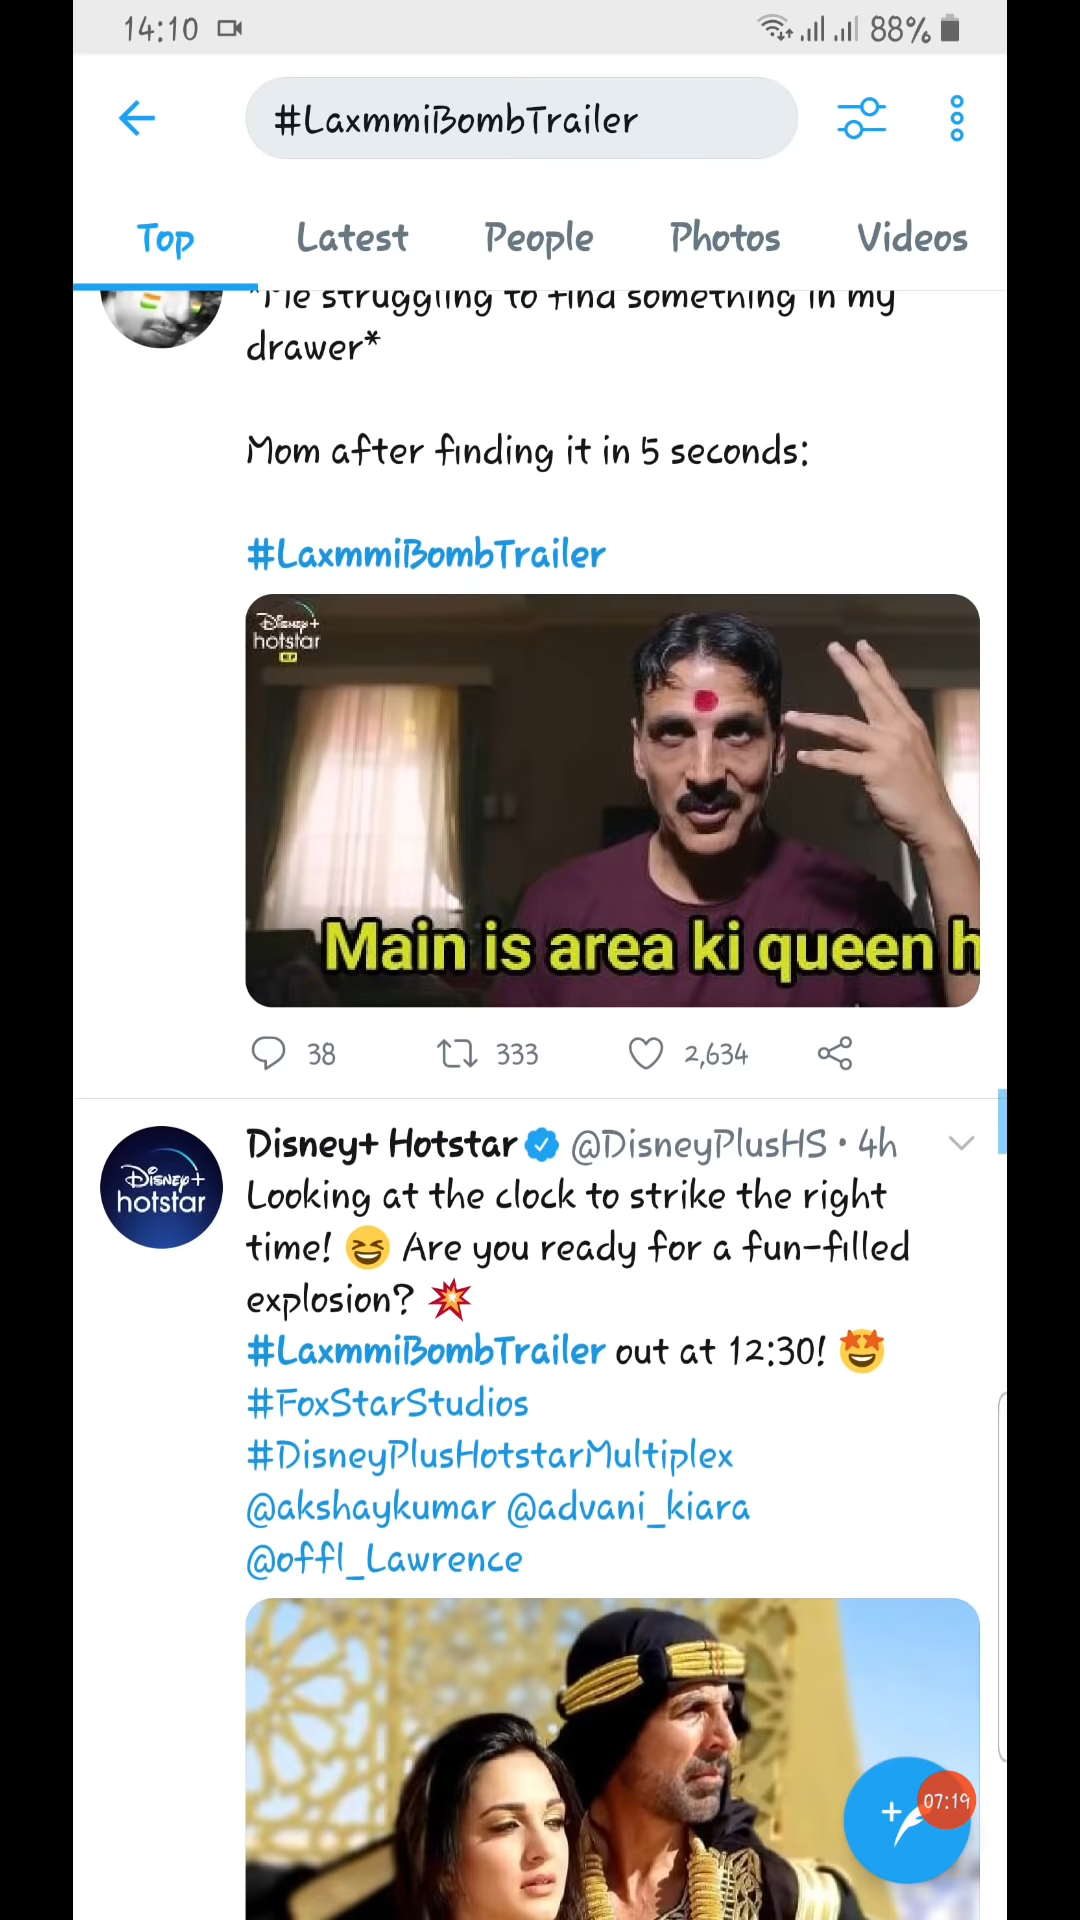 14:10
88%
#LaxmmiBombTrailer
Top Latest People Photos Videos
*Me struggling to find something in my
drawer*
Mom after finding it in 5 seconds:
#LaxmmiBombTrailer
Disney+
hotstar
Main is area ki queen h
38 333 2,634
Disney+ Hotstar @DisneyPlusHS • 4h
Disney+
hotstar
Looking at the clock to strike the right
time! 😆 Are you ready for a fun-filled
explosion? 💥
#LaxmmiBombTrailer out at 12:30! 🤩
#FoxStarStudios
#DisneyPlusHotstarMultiplex
@akshaykumar @advani_kiara
@offl_Lawrence
07:19